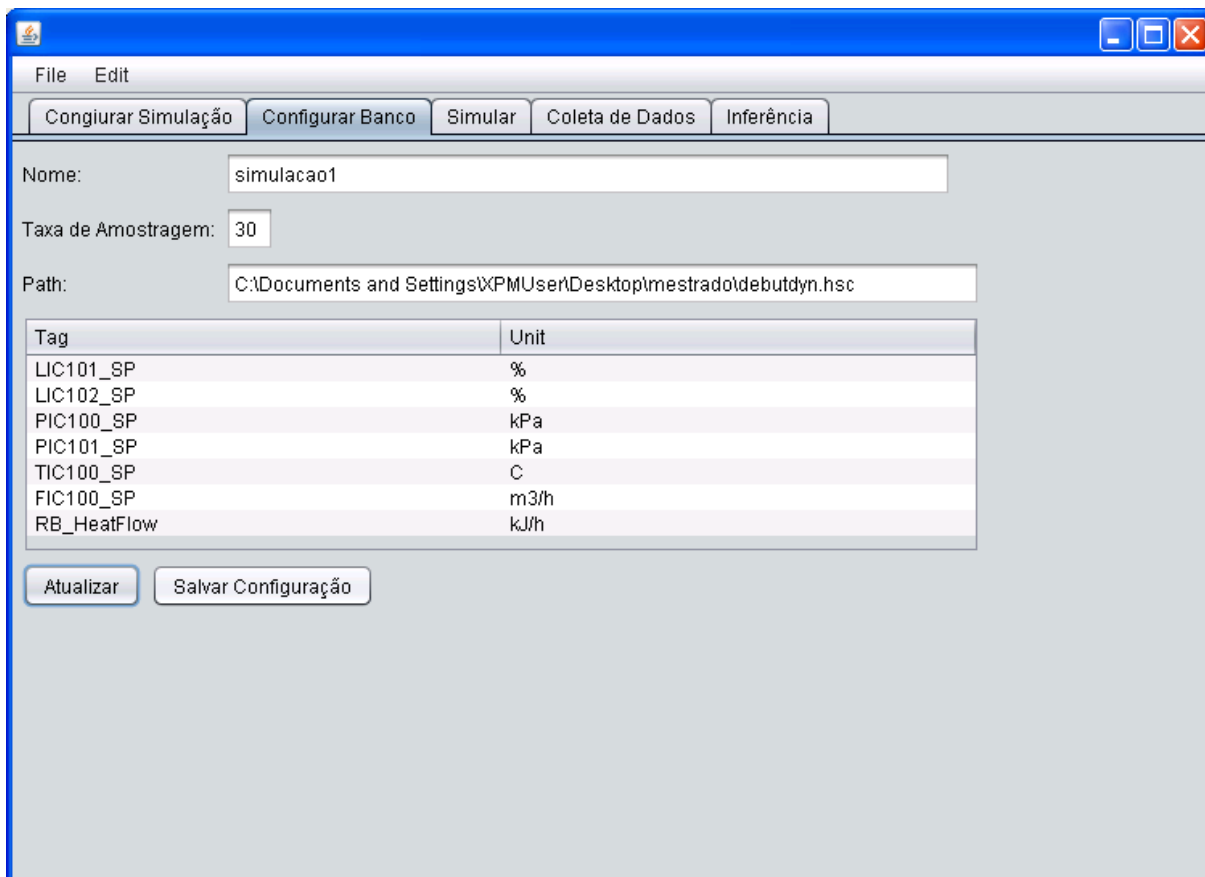 File Edit
Congiurar Simulação Configurar Banco Simular Coleta de Dados Inferência
Nome: simulacao1
Taxa de Amostragem: 30
Path: C:\Documents and Settings\XPMUser\Desktop\mestrado\debutdyn.hsc
Tag Unit
LIC101_SP %
LIC102_SP %
PIC100_SP kPa
PIC101_SP kPa
TIC100_SP C
FIC100_SP m3/h
RB_HeatFlow kJ/h
Atualizar Salvar Configuração